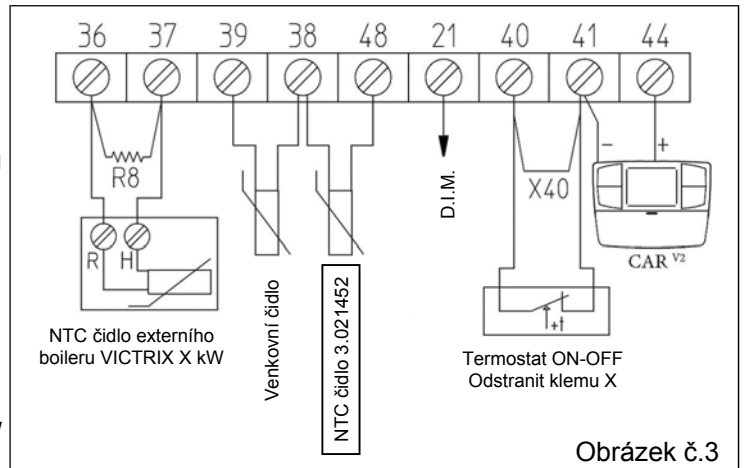 36 37 39 38 48 21 40 41 44
R8
X40
- +
R H
D.I.M.
+t
CAR V2
NTC čidlo externího
boileru VICTRIX X kW
Venkovní čidlo
NTC čidlo 3.021452
Termostat ON-OFF
Odstranit klemu X
Obrázek č.3